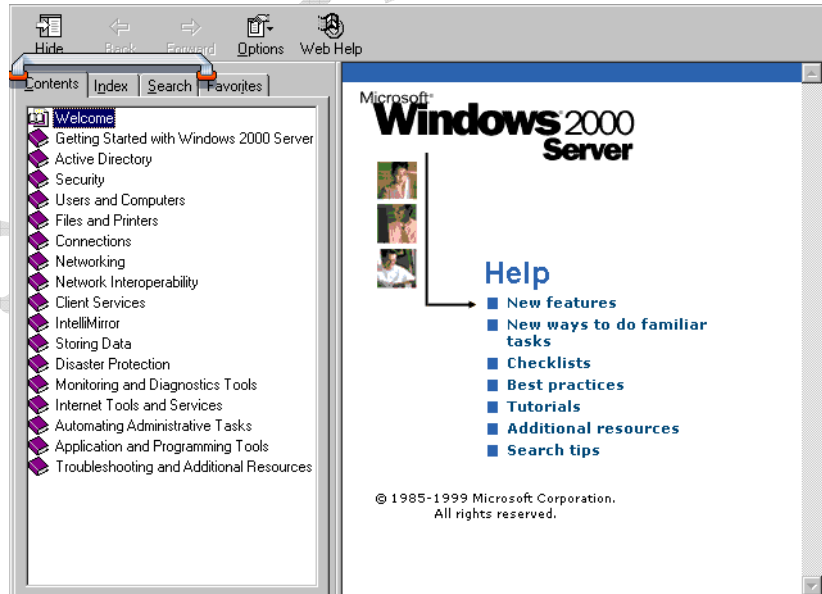 Hide Back Forward Options Web Help
Contents Index Search Favorites
Welcome
Getting Started with Windows 2000 Server
Active Directory
Security
Users and Computers
Files and Printers
Connections
Networking
Network Interoperability
Client Services
IntelliMirror
Storing Data
Disaster Protection
Monitoring and Diagnostics Tools
Internet Tools and Services
Automating Administrative Tasks
Application and Programming Tools
Troubleshooting and Additional Resources
Microsoft®
Windows 2000
Server
Help
New features
New ways to do familiar
tasks
Checklists
Best practices
Tutorials
Additional resources
Search tips
© 1985-1999 Microsoft Corporation.
All rights reserved.